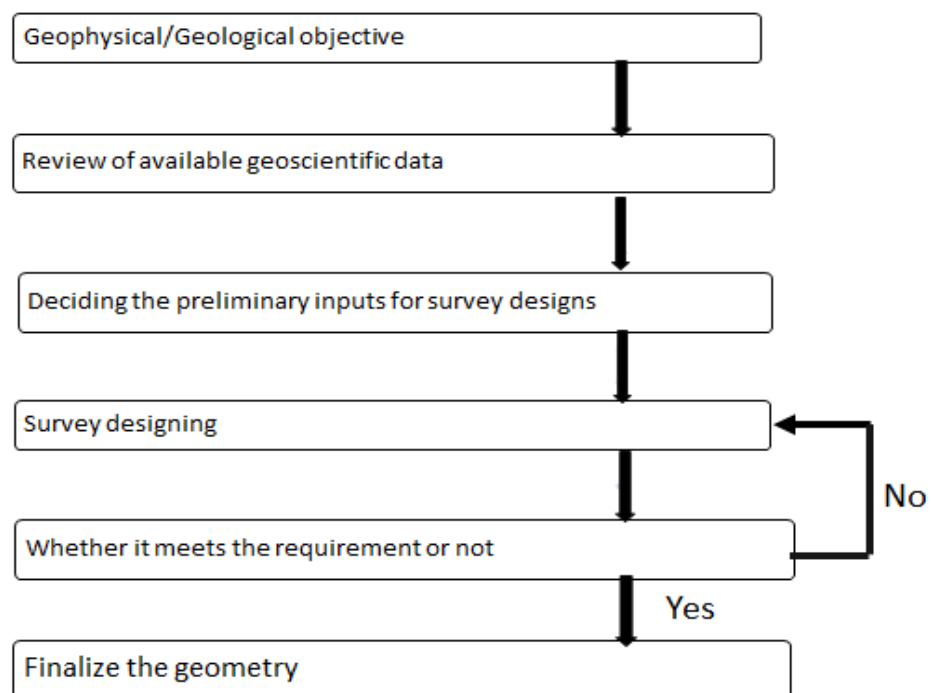 Geophysical/Geological objective
Review of available geoscientific data
Deciding the preliminary inputs for survey designs
Survey designing
No
Whether it meets the requirement or not
Yes
Finalize the geometry